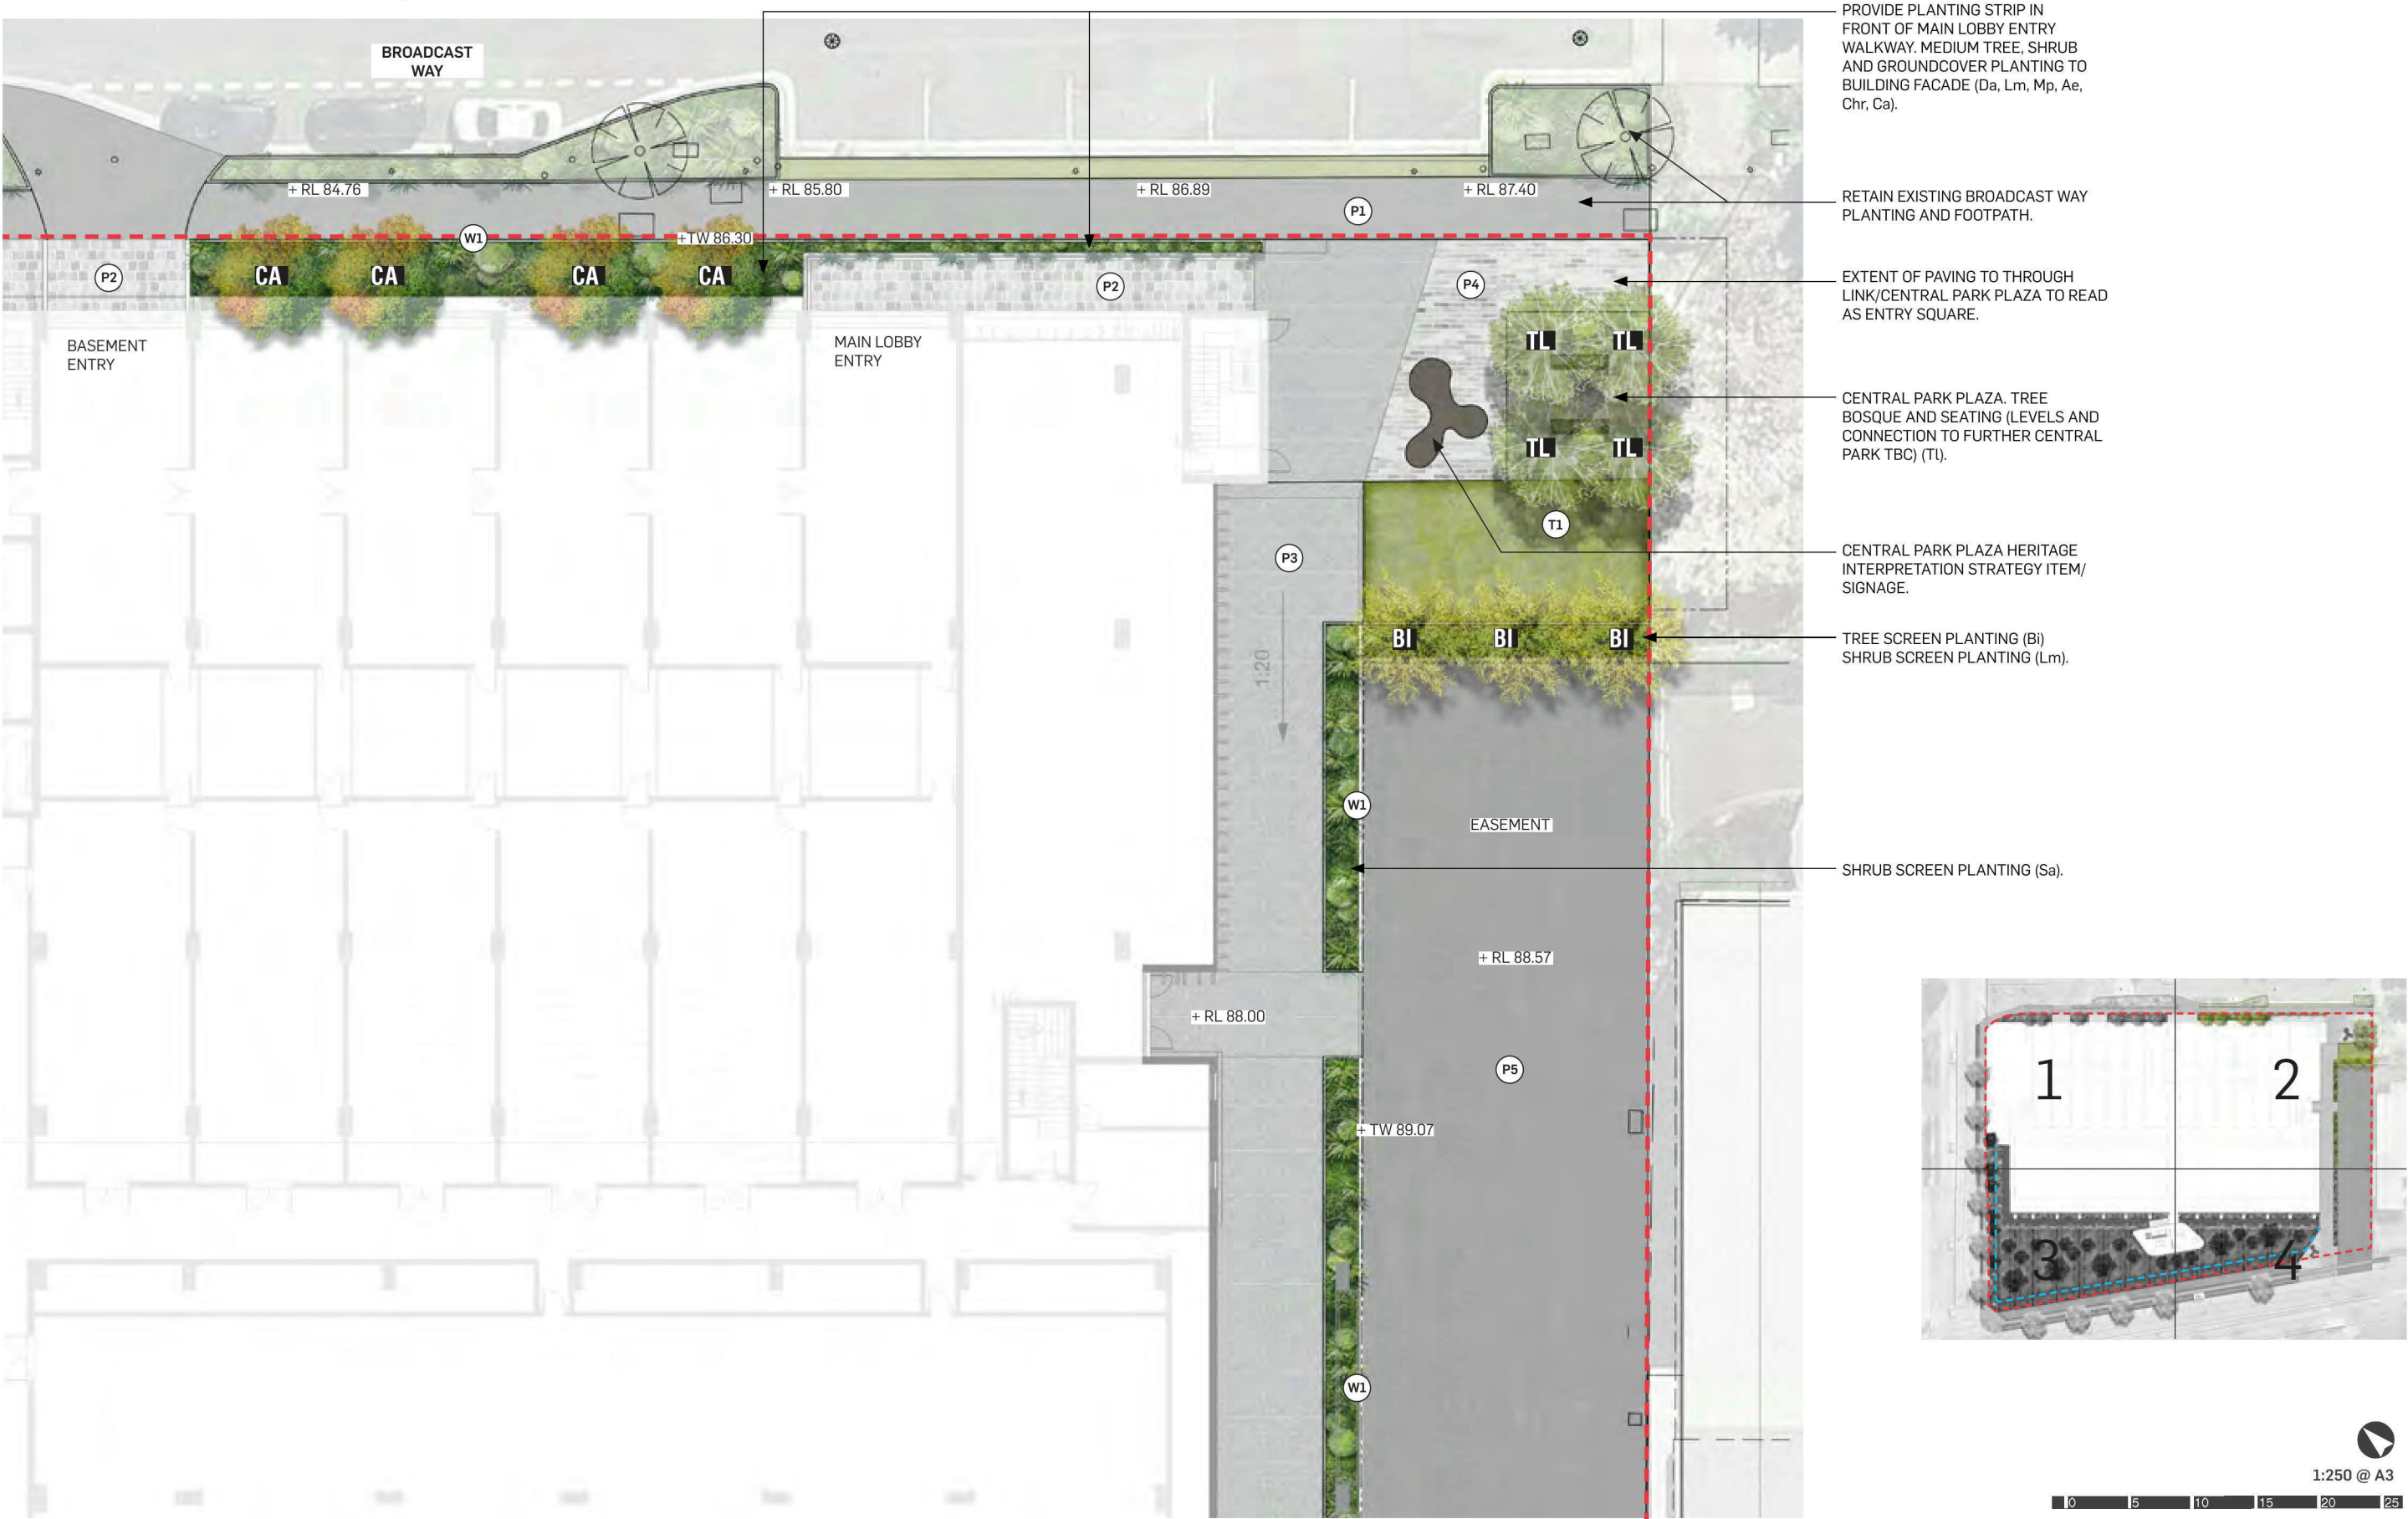 PROVIDE PLANTING STRIP IN
FRONT OF MAIN LOBBY ENTRY
WALKWAY. MEDIUM TREE, SHRUB
AND GROUNDCOVER PLANTING TO
BUILDING FACADE (Da, Lm, Mp, Ae,
Chr, Ca).
BROADCAST
WAY
+ RL 84.76
+ RL 85.80
+ RL 86.89
+ RL 87.40
RETAIN EXISTING BROADCAST WAY
PLANTING AND FOOTPATH.
P1
W1
+TW 86.30
P2
CA
CA
CA
CA
P2
P4
EXTENT OF PAVING TO THROUGH
LINK/CENTRAL PARK PLAZA TO READ
AS ENTRY SQUARE.
BASEMENT
ENTRY
MAIN LOBBY
ENTRY
TL
TL
TL
TL
CENTRAL PARK PLAZA. TREE
BOSQUE AND SEATING (LEVELS AND
CONNECTION TO FURTHER CENTRAL
PARK TBC) (Tl).
T1
P3
CENTRAL PARK PLAZA HERITAGE
INTERPRETATION STRATEGY ITEM/
SIGNAGE.
1:20
BI
BI
BI
TREE SCREEN PLANTING (Bi)
SHRUB SCREEN PLANTING (Lm).
W1
EASEMENT
SHRUB SCREEN PLANTING (Sa).
+ RL 88.57
+ RL 88.00
P5
+ TW 89.07
W1
1
2
3
4
1:250 @ A3
0
5
10
15
20
25